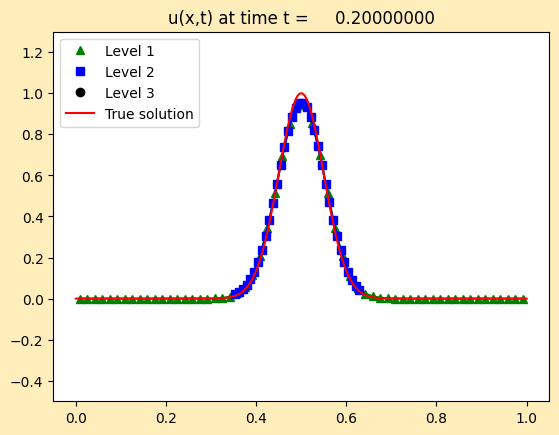 u(x,t) at time t =     0.20000000
Level 1
Level 2
Level 3
True solution
1.2
1.0
0.8
0.6
0.4
0.2
0.0
−0.2
−0.4
0.0 0.2 0.4 0.6 0.8 1.0